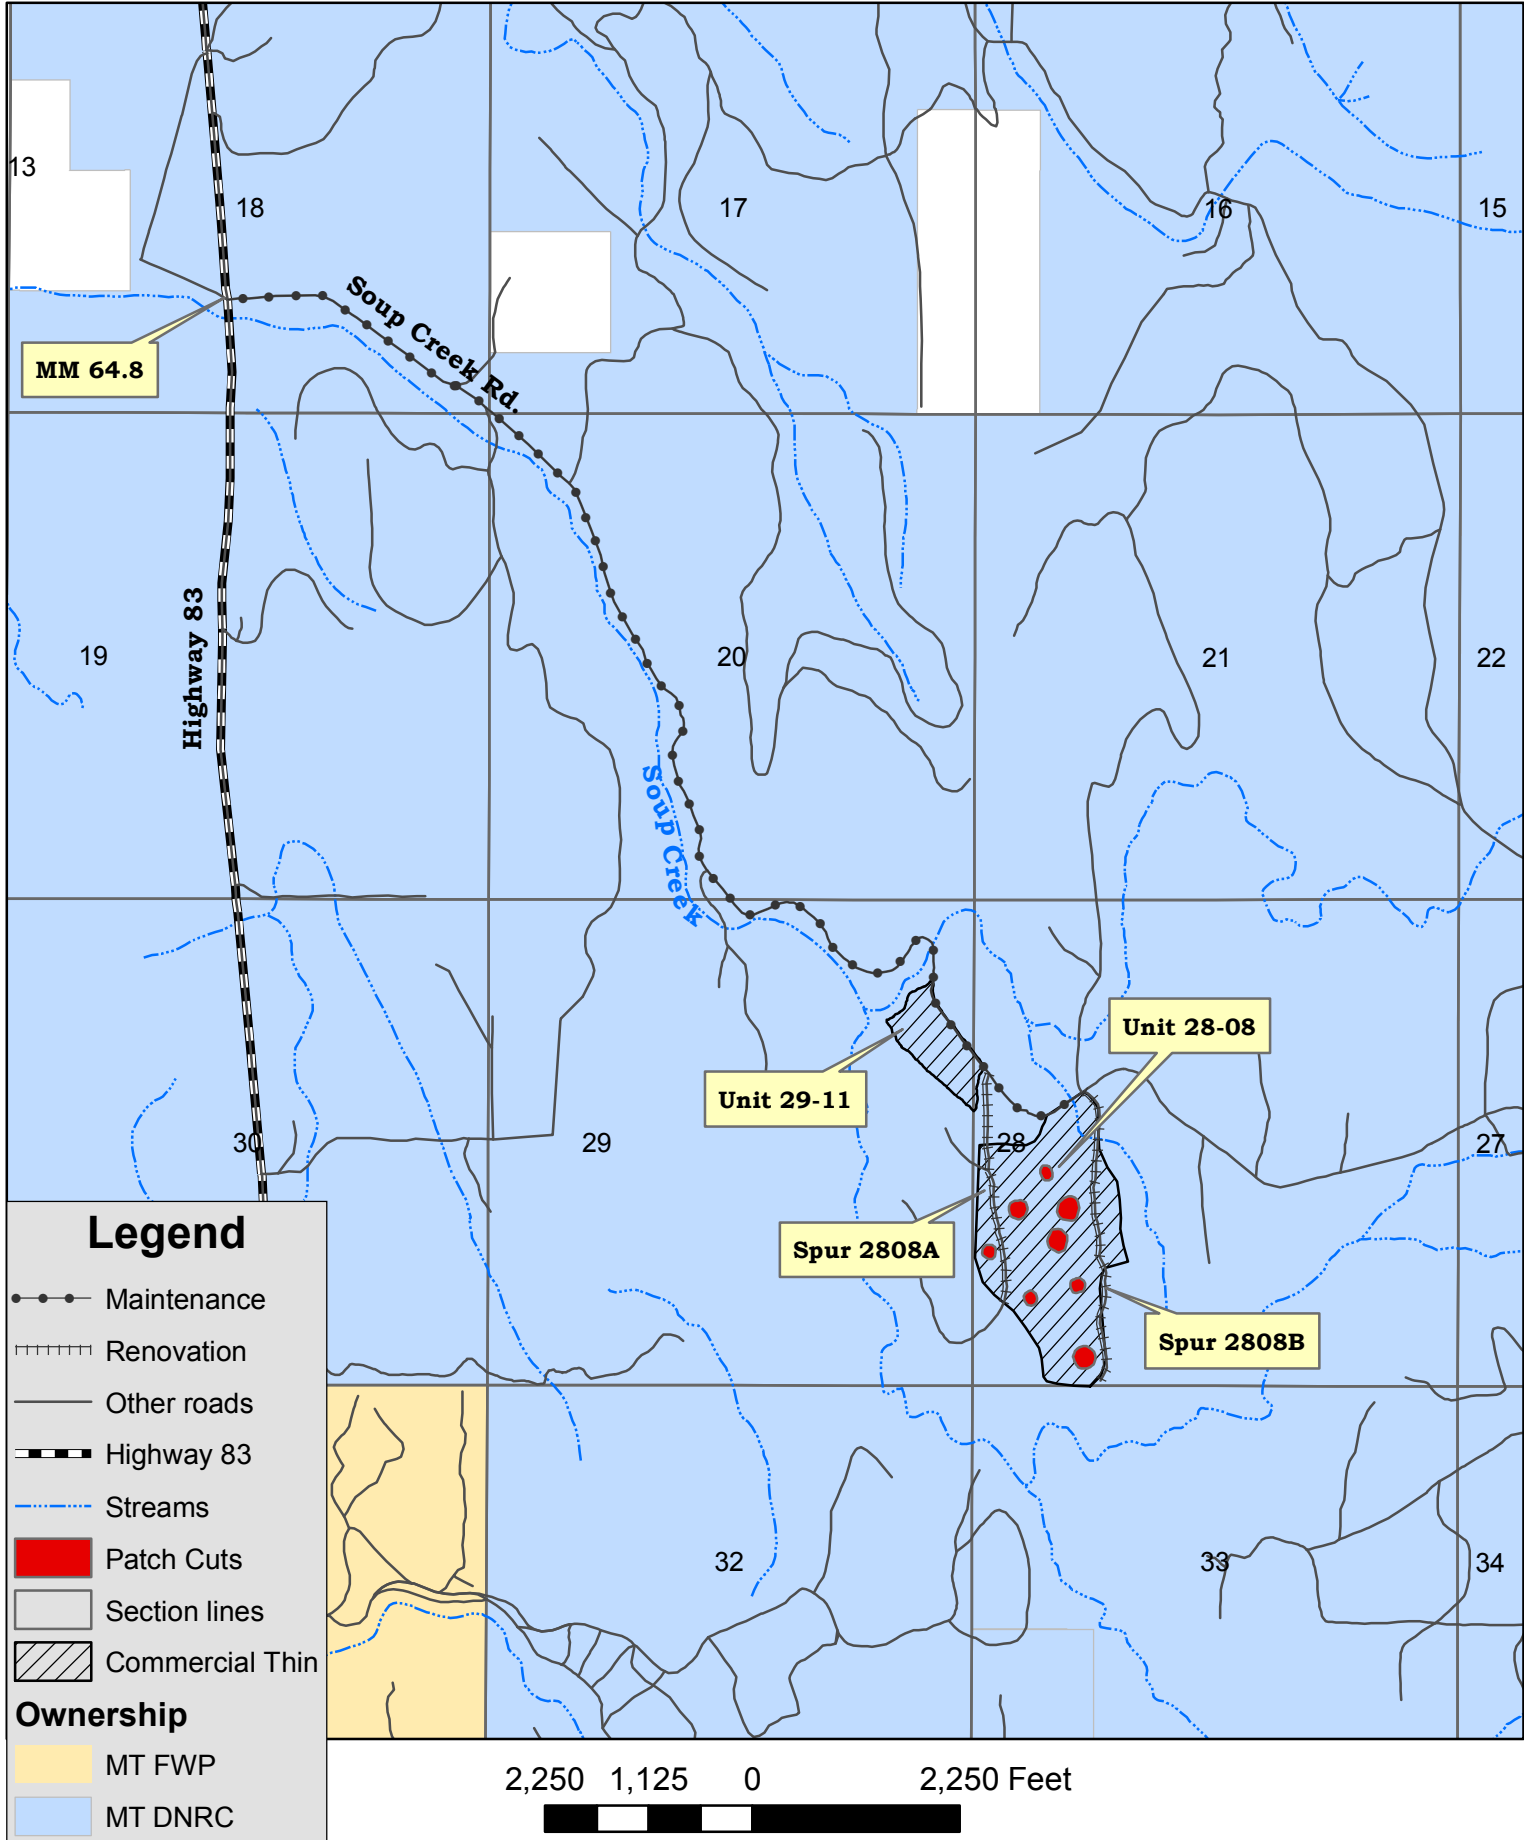 13
18
17
16
15
Soup Creek Rd.
MM 64.8
Highway 83
19
20
21
22
Soup Creek
Unit 28-08
Unit 29-11
30
29
28
27
Spur 2808A
Spur 2808B
32
33
34
Legend
Maintenance
Renovation
Other roads
Highway 83
Streams
Patch Cuts
Section lines
Commercial Thin
Ownership
MT FWP
MT DNRC
2,250 1,125 0 2,250 Feet